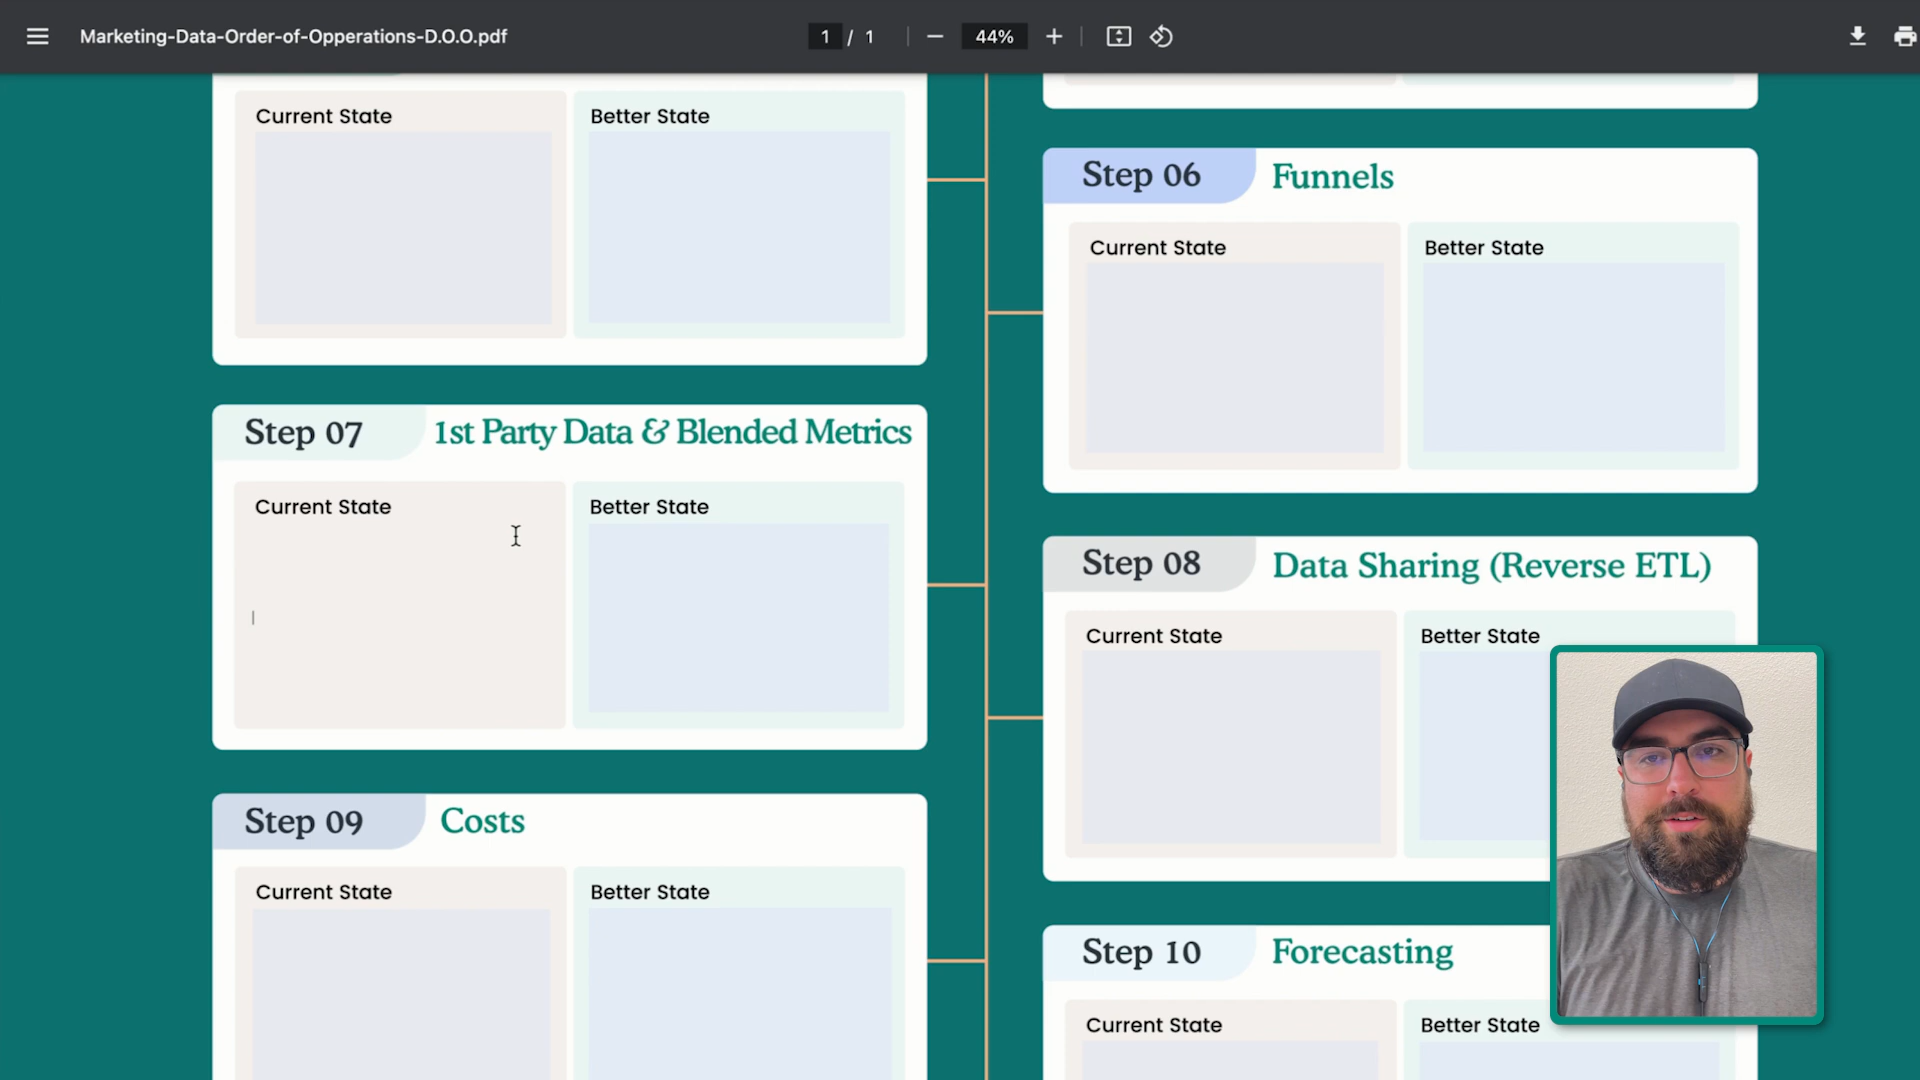 Marketing-Data-Order-of-Opperations-D.O.O.pdf
1 / 1
44%
Current State
Better State
Step 06
Funnels
Current State
Better State
Step 07
1st Party Data & Blended Metrics
Current State
Better State
Step 08
Data Sharing (Reverse ETL)
Current State
Better State
Step 09
Costs
Current State
Better State
Step 10
Forecasting
Current State
Better State